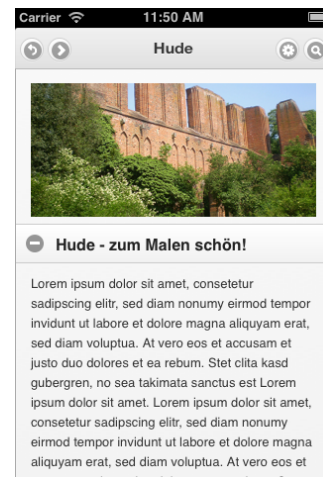 Carrier 11:50 AM
Hude
Hude - zum Malen schön!
Lorem ipsum dolor sit amet, consetetur
sadipscing elitr, sed diam nonumy eirmod tempor
invidunt ut labore et dolore magna aliquyam erat,
sed diam voluptua. At vero eos et accusam et
justo duo dolores et ea rebum. Stet clita kasd
gubergren, no sea takimata sanctus est Lorem
ipsum dolor sit amet. Lorem ipsum dolor sit amet,
consetetur sadipscing elitr, sed diam nonumy
eirmod tempor invidunt ut labore et dolore magna
aliquyam erat, sed diam voluptua. At vero eos et